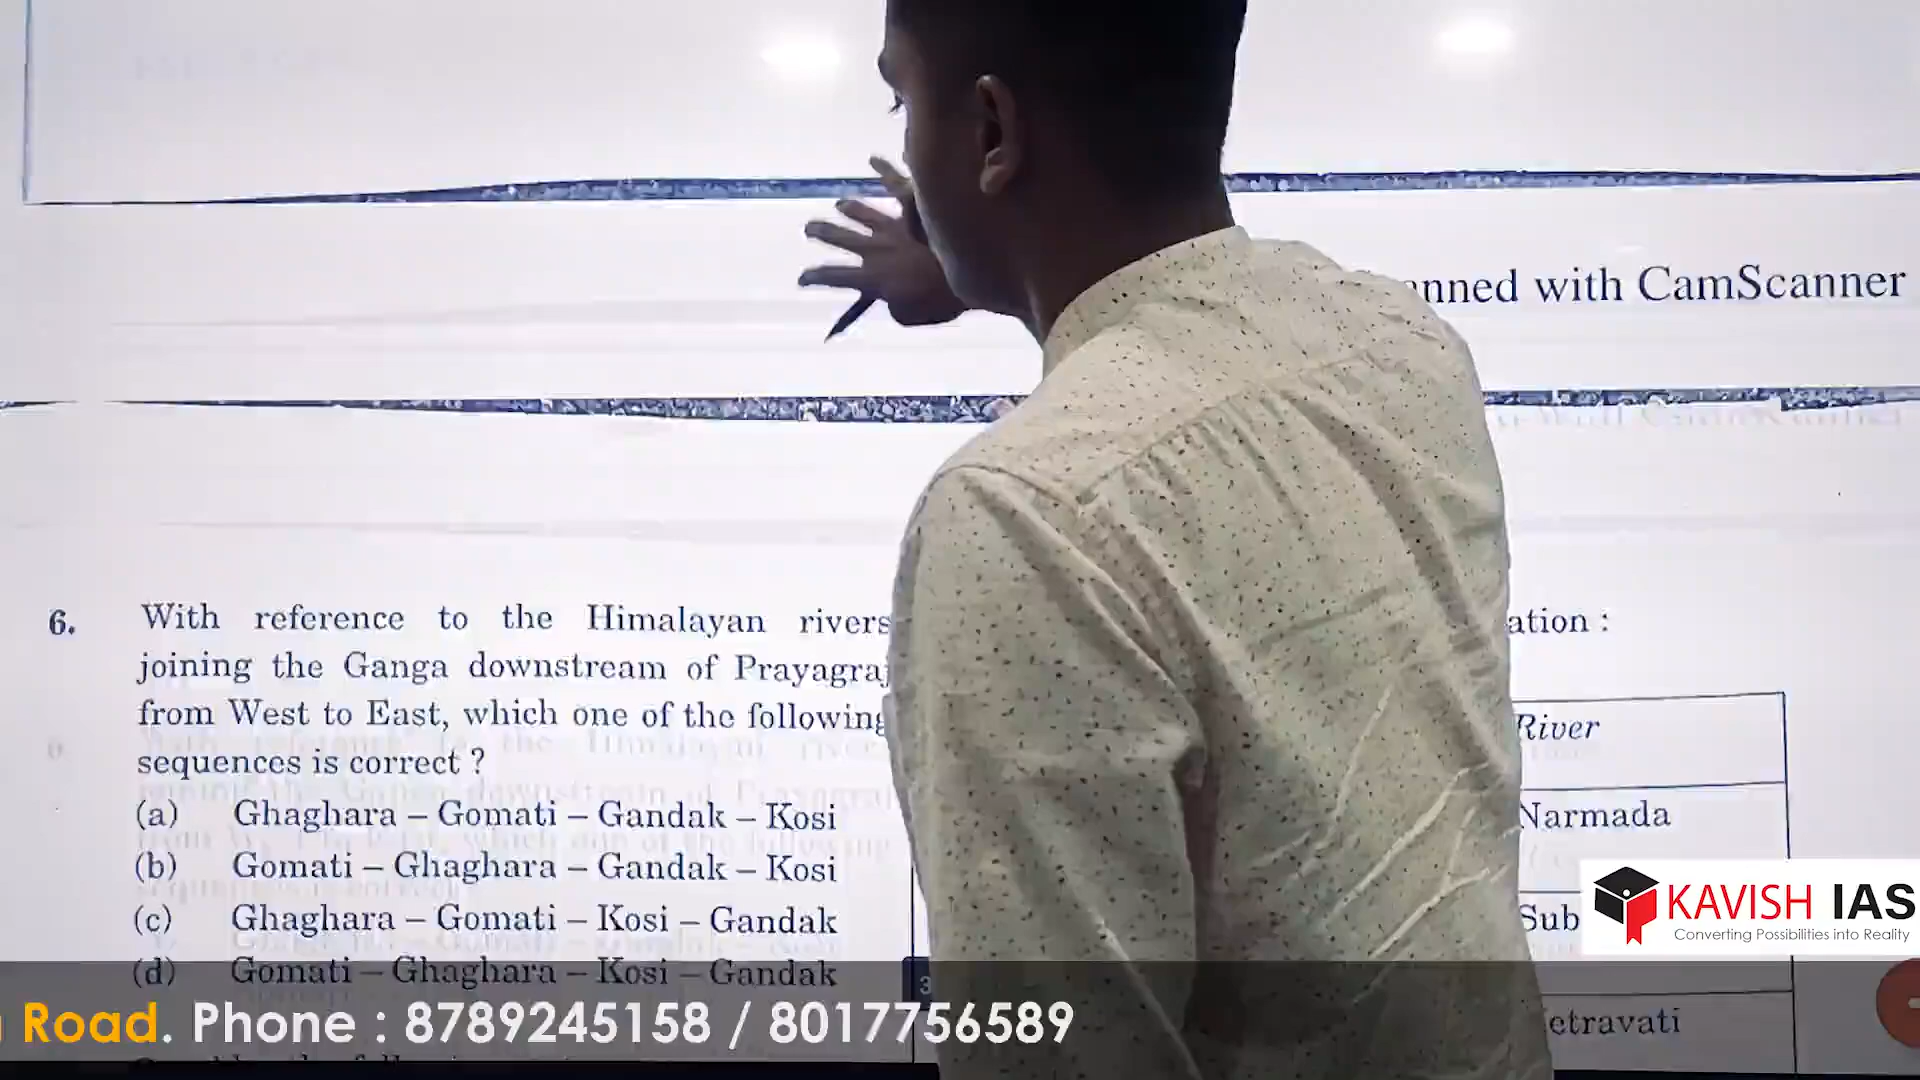 anned with CamScanner
6. With reference to the Himalayan rivers
joining the Ganga downstream of Prayagraj
from West to East, which one of the following
sequences is correct ?
(a) Ghaghara – Gomati – Gandak – Kosi
(b) Gomati – Ghaghara – Gandak – Kosi
(c) Ghaghara – Gomati – Kosi – Gandak
(d) Gomati – Ghaghara – Kosi – Gandak
ation :
River
Narmada
Sub
etravati
KAVISH IAS
Converting Possibilities into Reality
Road. Phone : 8789245158 / 8017756589